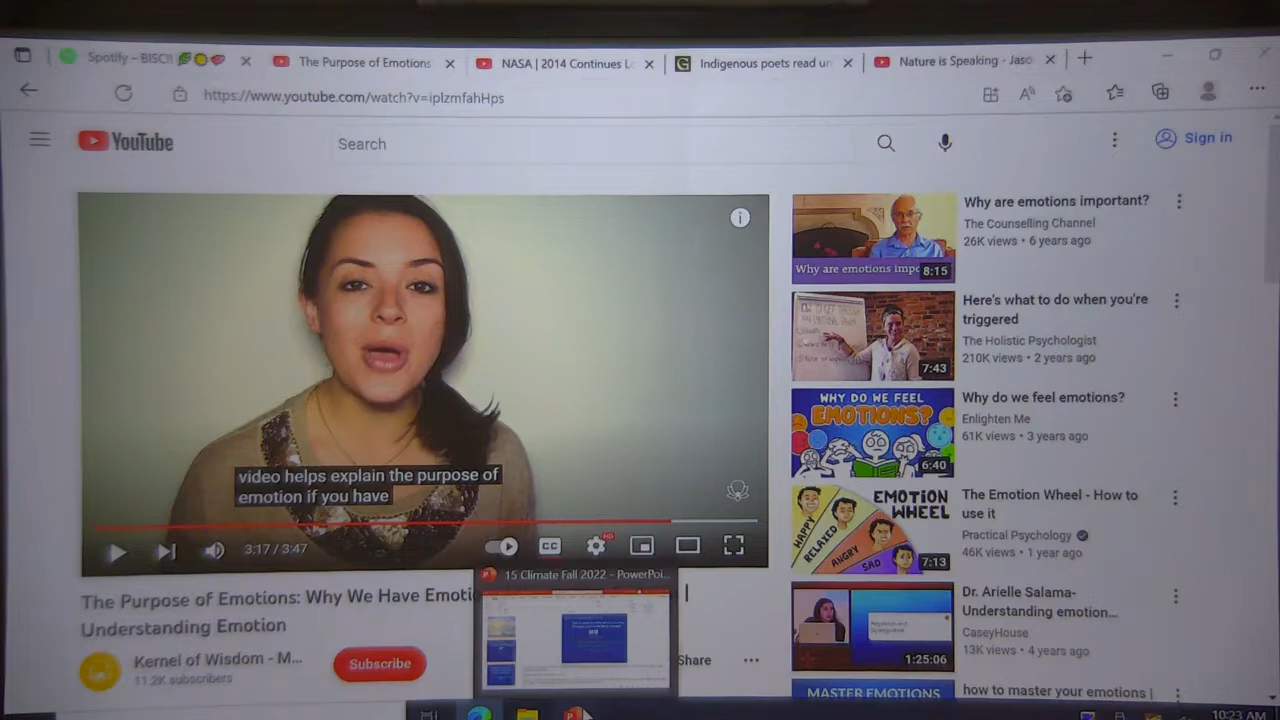 Spotify – BISC!!
The Purpose of Emotions
NASA | 2014 Continues
Indigenous poets read
Nature is Speaking - Jaso
https://www.youtube.com/watch?v=iplzmfahHps
YouTube
Search
Sign in
video helps explain the purpose of
emotion if you have
3:17 / 3:47
CC
HD
The Purpose of Emotions: Why We Have Emoti
Understanding Emotion
Kernel of Wisdom - M...
11.2K subscribers
Subscribe
Share
15 Climate Fall 2022 - PowerPoi...
Why are emotions
8:15
Why are emotions important?
The Counselling Channel
26K views • 6 years ago
7:43
Here's what to do when you're
triggered
The Holistic Psychologist
210K views • 2 years ago
WHY DO WE FEEL
EMOTIONS?
6:40
Why do we feel emotions?
Enlighten Me
61K views • 3 years ago
EMOTION
WHEEL
HAPPY
RELAXED
ANGRY
SAD
7:13
The Emotion Wheel - How to
use it
Practical Psychology
46K views • 1 year ago
1:25:06
Dr. Arielle Salama-
Understanding emotion...
CaseyHouse
13K views • 4 years ago
MASTER EMOTIONS
how to master your emotions |
10:23 AM